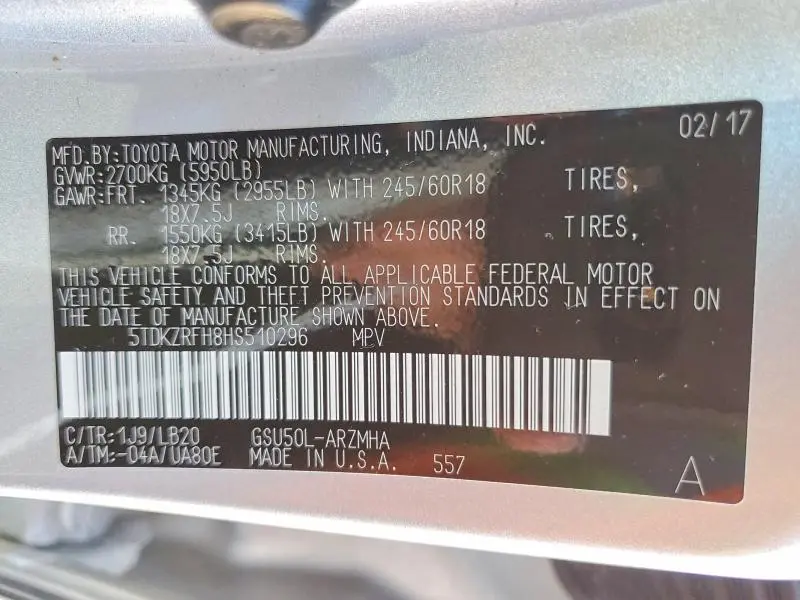 02/17
MFD.BY:TOYOTA MOTOR MANUFACTURING, INDIANA, INC.
GVWR:2700KG (5950LB)
GAWR:FRT. 1345KG (2955LB) WITH 245/60R18 TIRES,
18X7.5J RIMS.
RR. 1550KG (3415LB) WITH 245/60R18 TIRES,
18X7.5J RIMS.
THIS VEHICLE CONFORMS TO ALL APPLICABLE FEDERAL MOTOR
VEHICLE SAFETY AND THEFT PREVENTION STANDARDS IN EFFECT ON
THE DATE OF MANUFACTURE SHOWN ABOVE.
5TDKZRFH8HS510296 MPV
C/TR:1J9/LB20 GSU50L-ARZMHA
A/TM:-04A/UA80E MADE IN U.S.A. 557
A